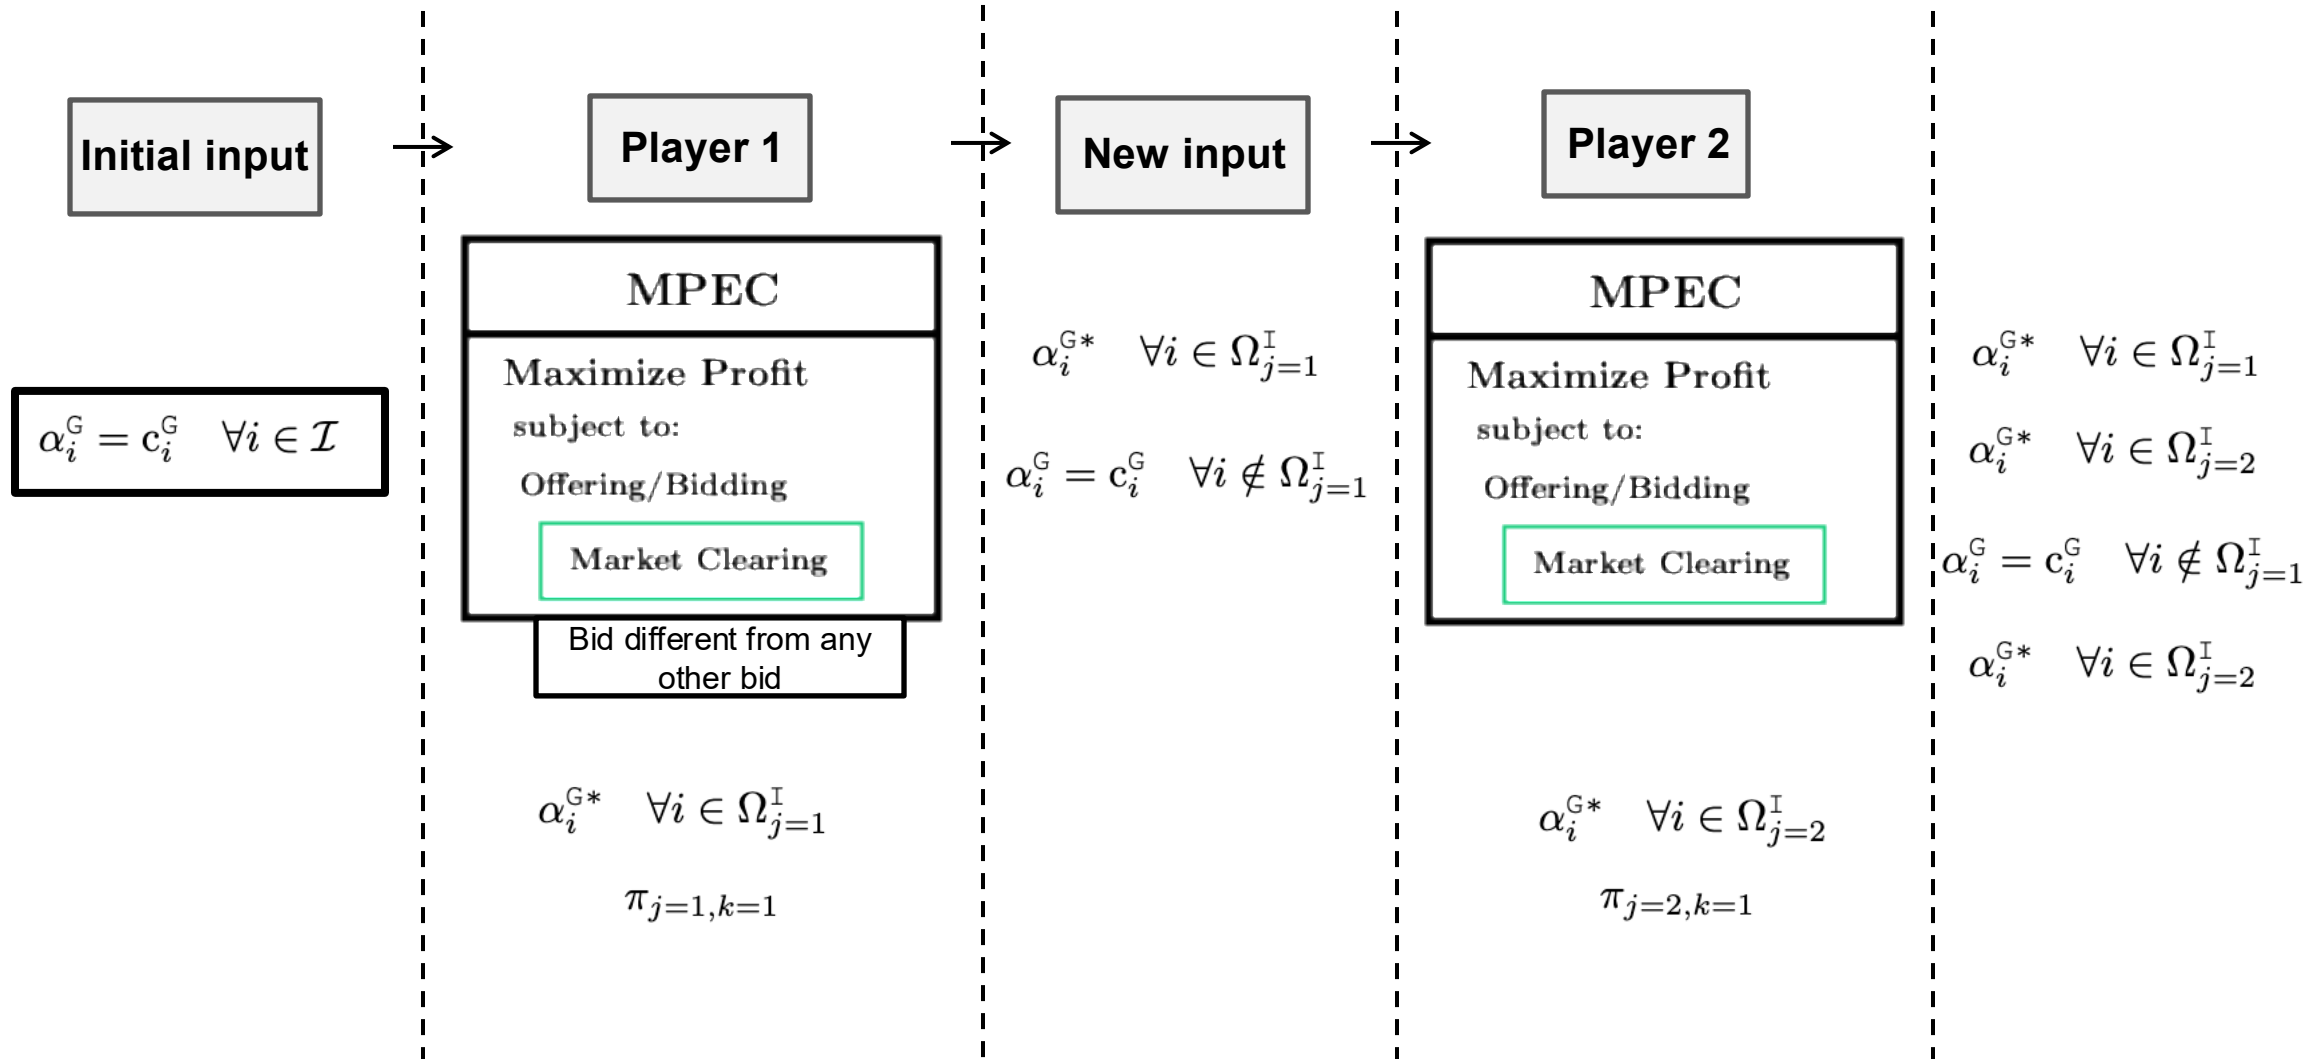 Initial input
α_i^G = c_i^G ∀i ∈ ℐ
Player 1
MPEC
Maximize Profit
subject to:
Offering/Bidding
Market Clearing
Bid different from any
other bid
α_i^{G*} ∀i ∈ Ω_{j=1}^I
π_{j=1,k=1}
New input
α_i^{G*} ∀i ∈ Ω_{j=1}^I
α_i^G = c_i^G ∀i ∉ Ω_{j=1}^I
Player 2
MPEC
Maximize Profit
subject to:
Offering/Bidding
Market Clearing
α_i^{G*} ∀i ∈ Ω_{j=2}^I
π_{j=2,k=1}
α_i^{G*} ∀i ∈ Ω_{j=1}^I
α_i^{G*} ∀i ∈ Ω_{j=2}^I
α_i^G = c_i^G ∀i ∉ Ω_{j=1}^I
α_i^{G*} ∀i ∈ Ω_{j=2}^I